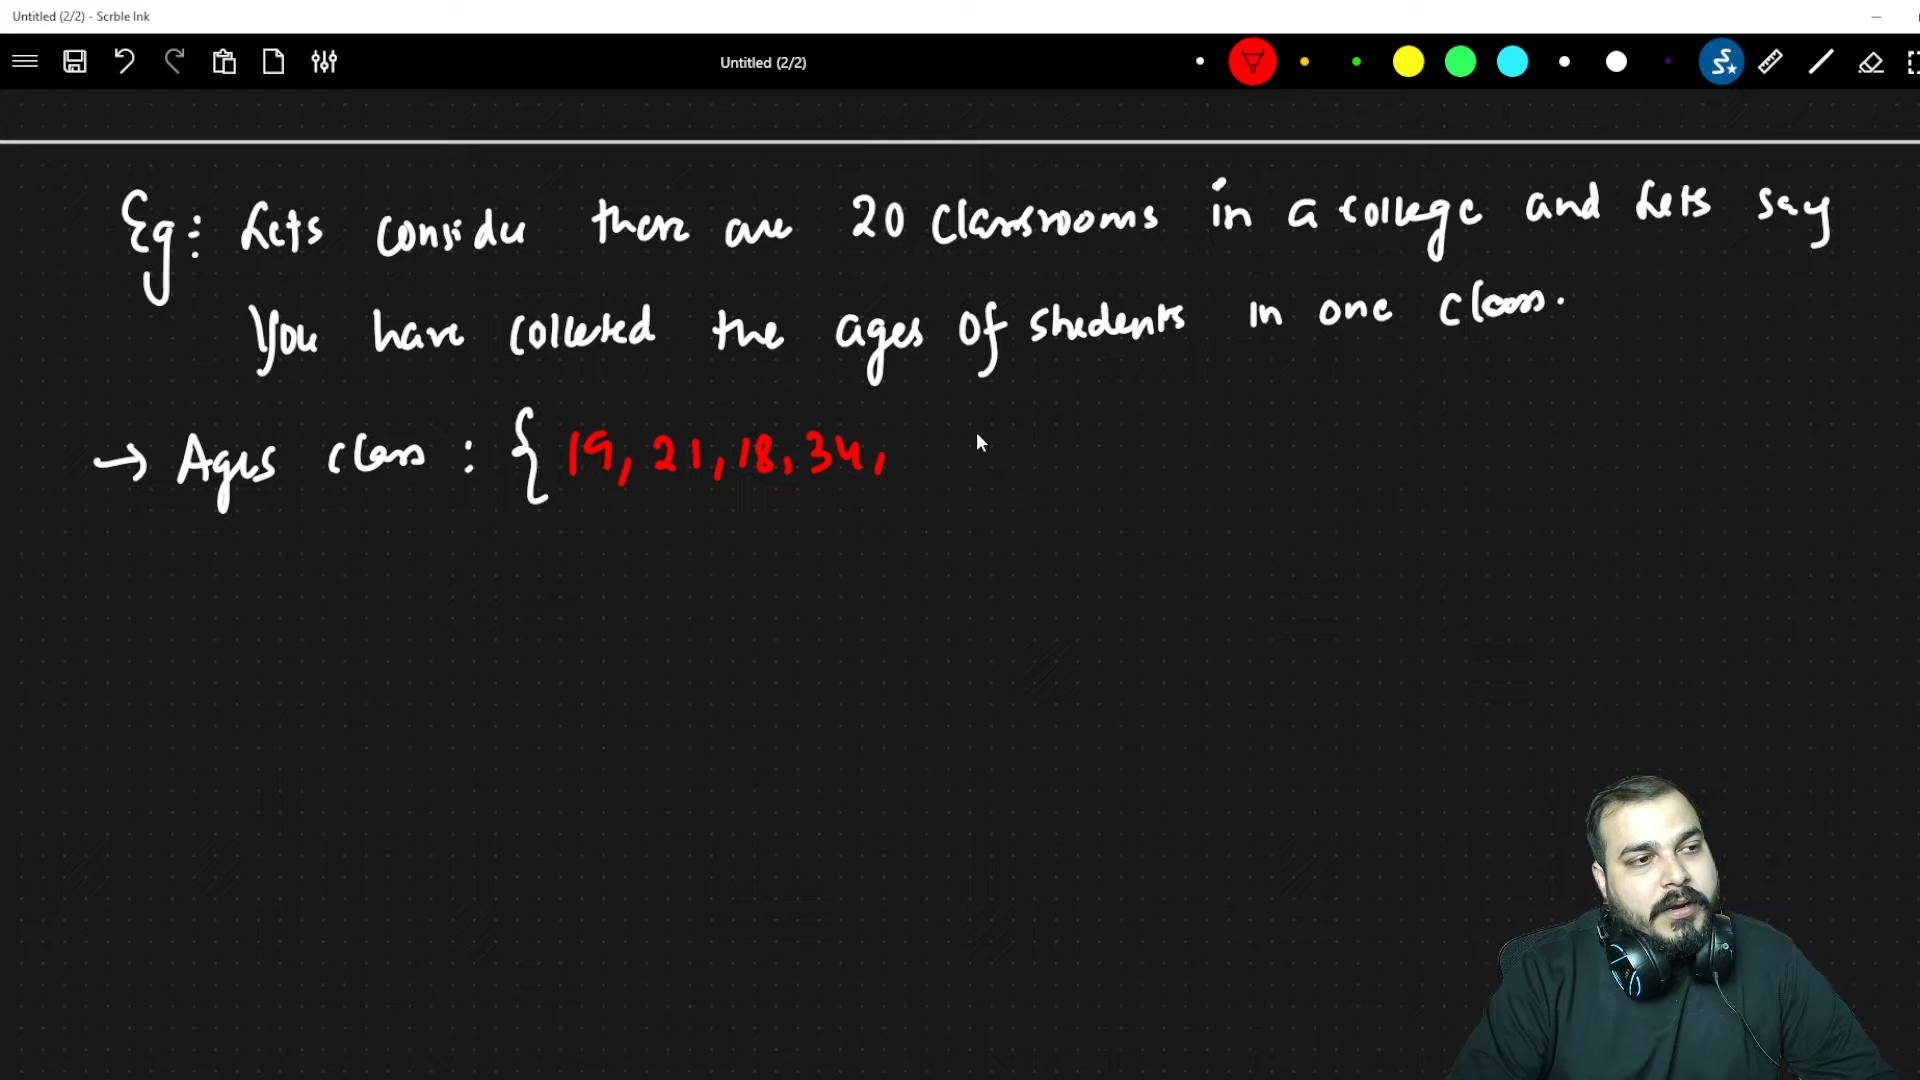 Untitled (2/2) - Scrble Ink
Untitled (2/2)
Eg: Lets consider there are 20 classrooms in a college and Lets say
You have collected the ages of students in one class.
→ Ages class : { 19, 21, 18, 34,